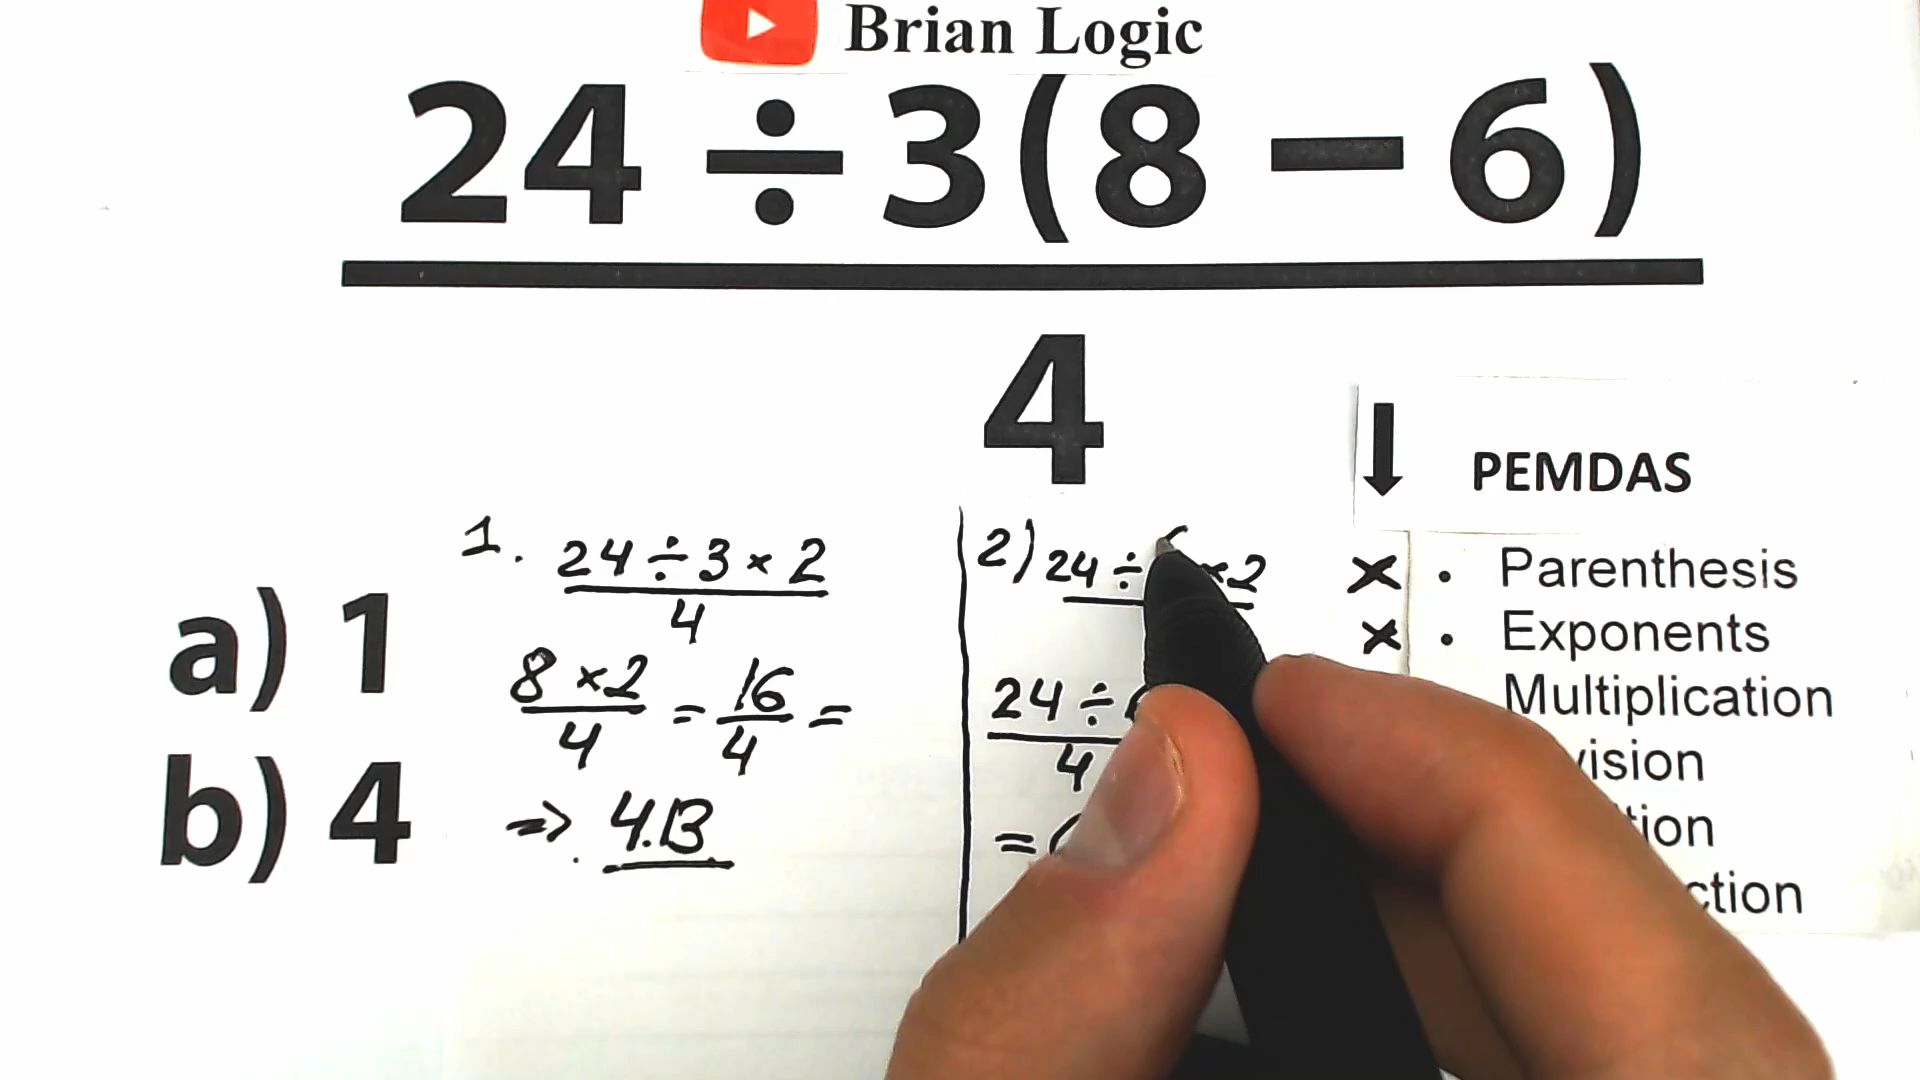 Brian Logic
24 ÷ 3(8 − 6)
4
PEMDAS
Parenthesis
Exponents
Multiplication
a) 1
b) 4
1. 24 ÷ 3 × 2
4
8 × 2 = 16 =
4 4
=> 4.B
2) 24 ÷ × 2
24 ÷
4
=